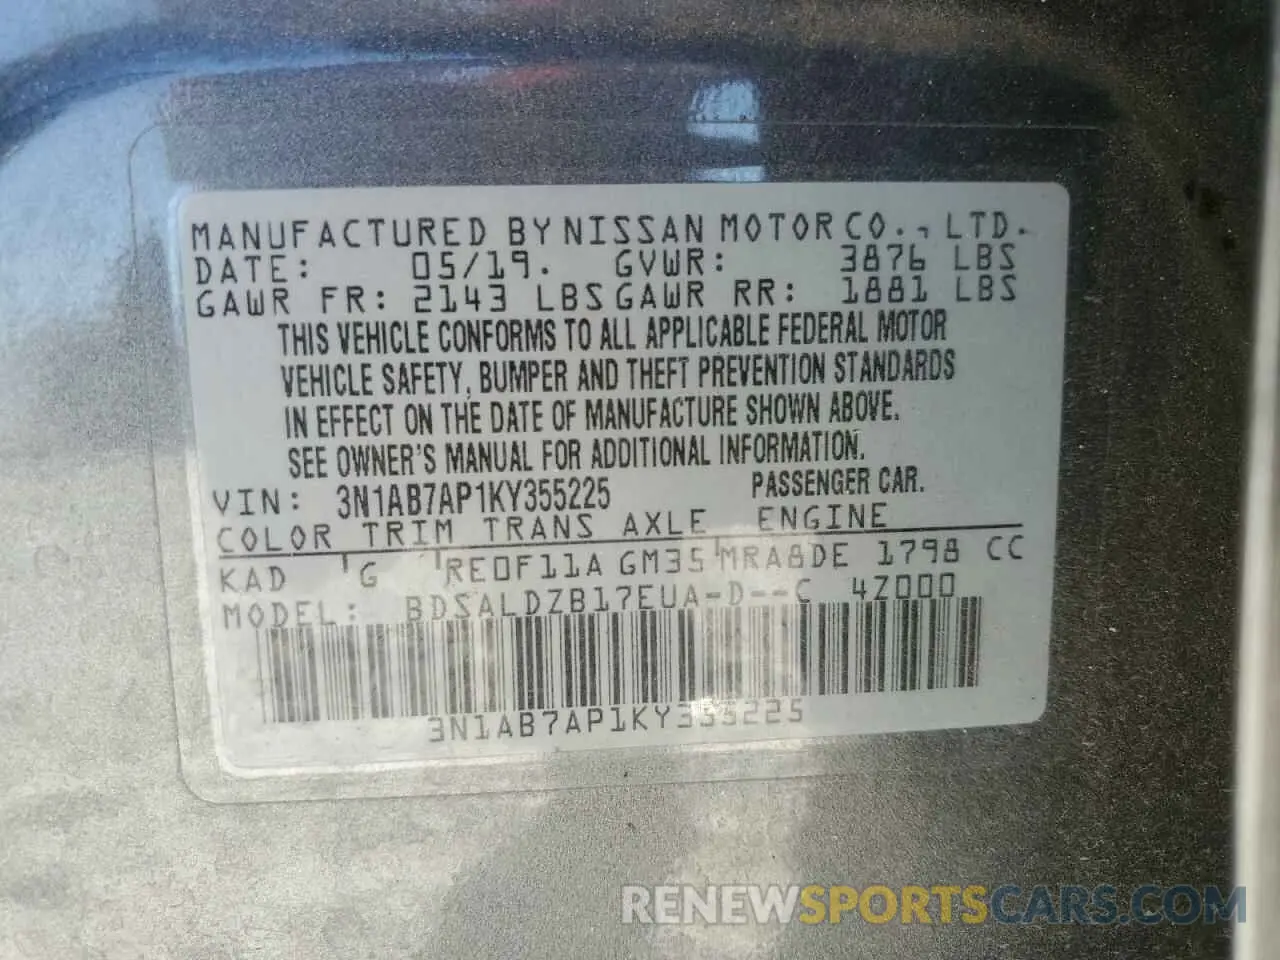 MANUFACTURED BY NISSAN MOTOR CO., LTD.
DATE: 05/19. GVWR: 3876 LBS
GAWR FR: 2143 LBS GAWR RR: 1881 LBS
THIS VEHICLE CONFORMS TO ALL APPLICABLE FEDERAL MOTOR
VEHICLE SAFETY, BUMPER AND THEFT PREVENTION STANDARDS
IN EFFECT ON THE DATE OF MANUFACTURE SHOWN ABOVE.
SEE OWNER'S MANUAL FOR ADDITIONAL INFORMATION.
VIN: 3N1AB7AP1KY355225 PASSENGER CAR.
COLOR TRIM TRANS AXLE ENGINE
KAD G RE0F11A GM35 MRA8DE 1798 CC
MODEL: BDSALDZB17EUA-D--C 4Z000
3N1AB7AP1KY355225
RENEWSPORTSCARS.COM